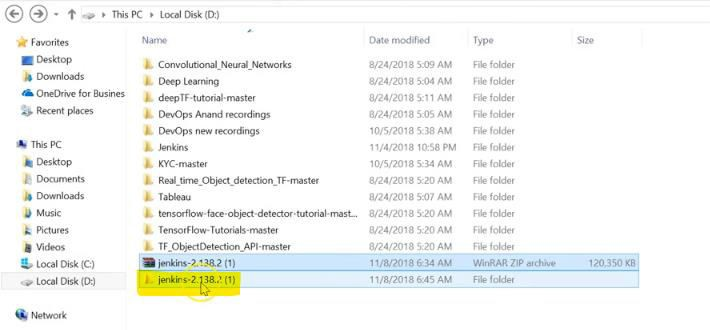 This PC Local Disk (D:)
Favorites
Desktop
Downloads
OneDrive for Busines
Recent places
This PC
Desktop
Documents
Downloads
Music
Pictures
Videos
Local Disk (C:)
Local Disk (D:)
Network
Name Date modified Type Size
Convolutional_Neural_Networks 8/24/2018 5:09 AM File folder
Deep Learning 8/24/2018 5:04 AM File folder
deepTF-tutorial-master 8/24/2018 5:11 AM File folder
DevOps Anand recordings 8/24/2018 5:05 AM File folder
DevOps new recordings 10/5/2018 5:38 AM File folder
Jenkins 11/4/2018 10:58 PM File folder
KYC-master 10/5/2018 5:34 AM File folder
Real_time_Object_detection_TF-master 8/24/2018 5:20 AM File folder
Tableau 8/24/2018 5:07 AM File folder
tensorflow-face-object-detector-tutorial-mast... 8/24/2018 5:20 AM File folder
TensorFlow-Tutorials-master 8/24/2018 5:20 AM File folder
TF_ObjectDetection_API-master 8/24/2018 5:20 AM File folder
jenkins-2.138.2 (1) 11/8/2018 6:34 AM WinRAR ZIP archive 120,350 KB
jenkins-2.138.2 (1) 11/8/2018 6:45 AM File folder